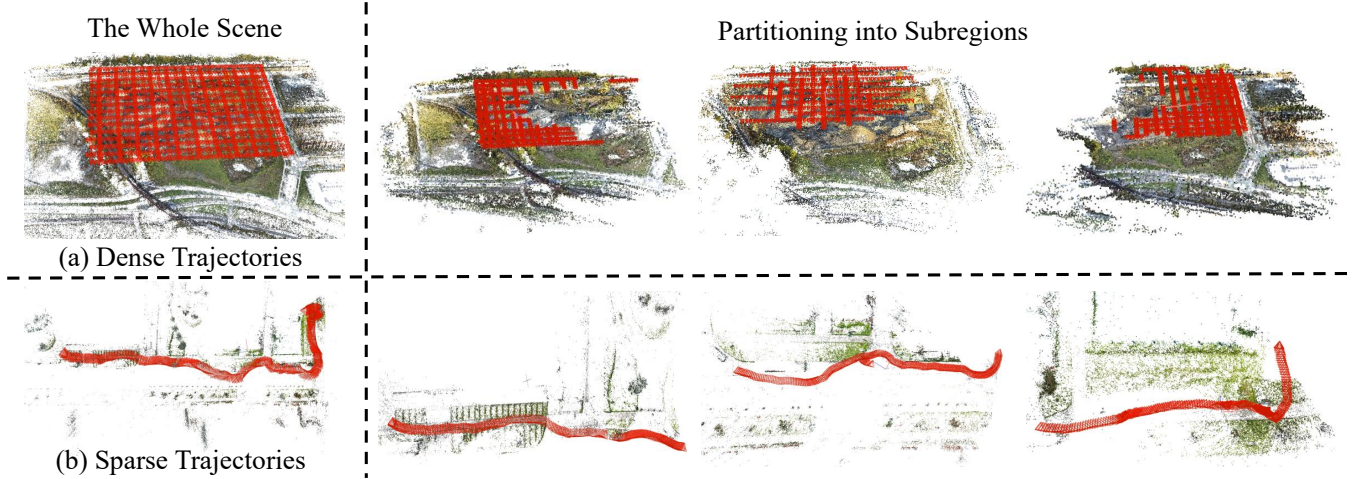 The Whole Scene
Partitioning into Subregions
(a) Dense Trajectories
(b) Sparse Trajectories